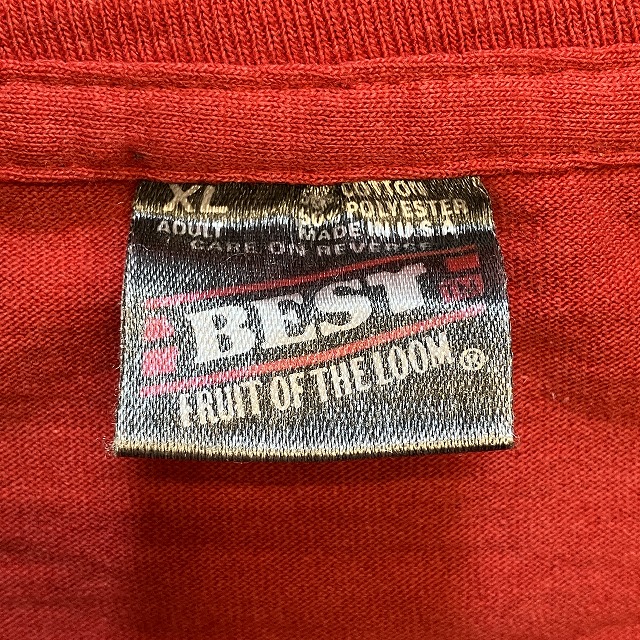 XL
COTTON
50% POLYESTER
ADULT
MADE IN U.S.A.
CARE ON REVERSE
BEST
FRUIT OF THE LOOM®